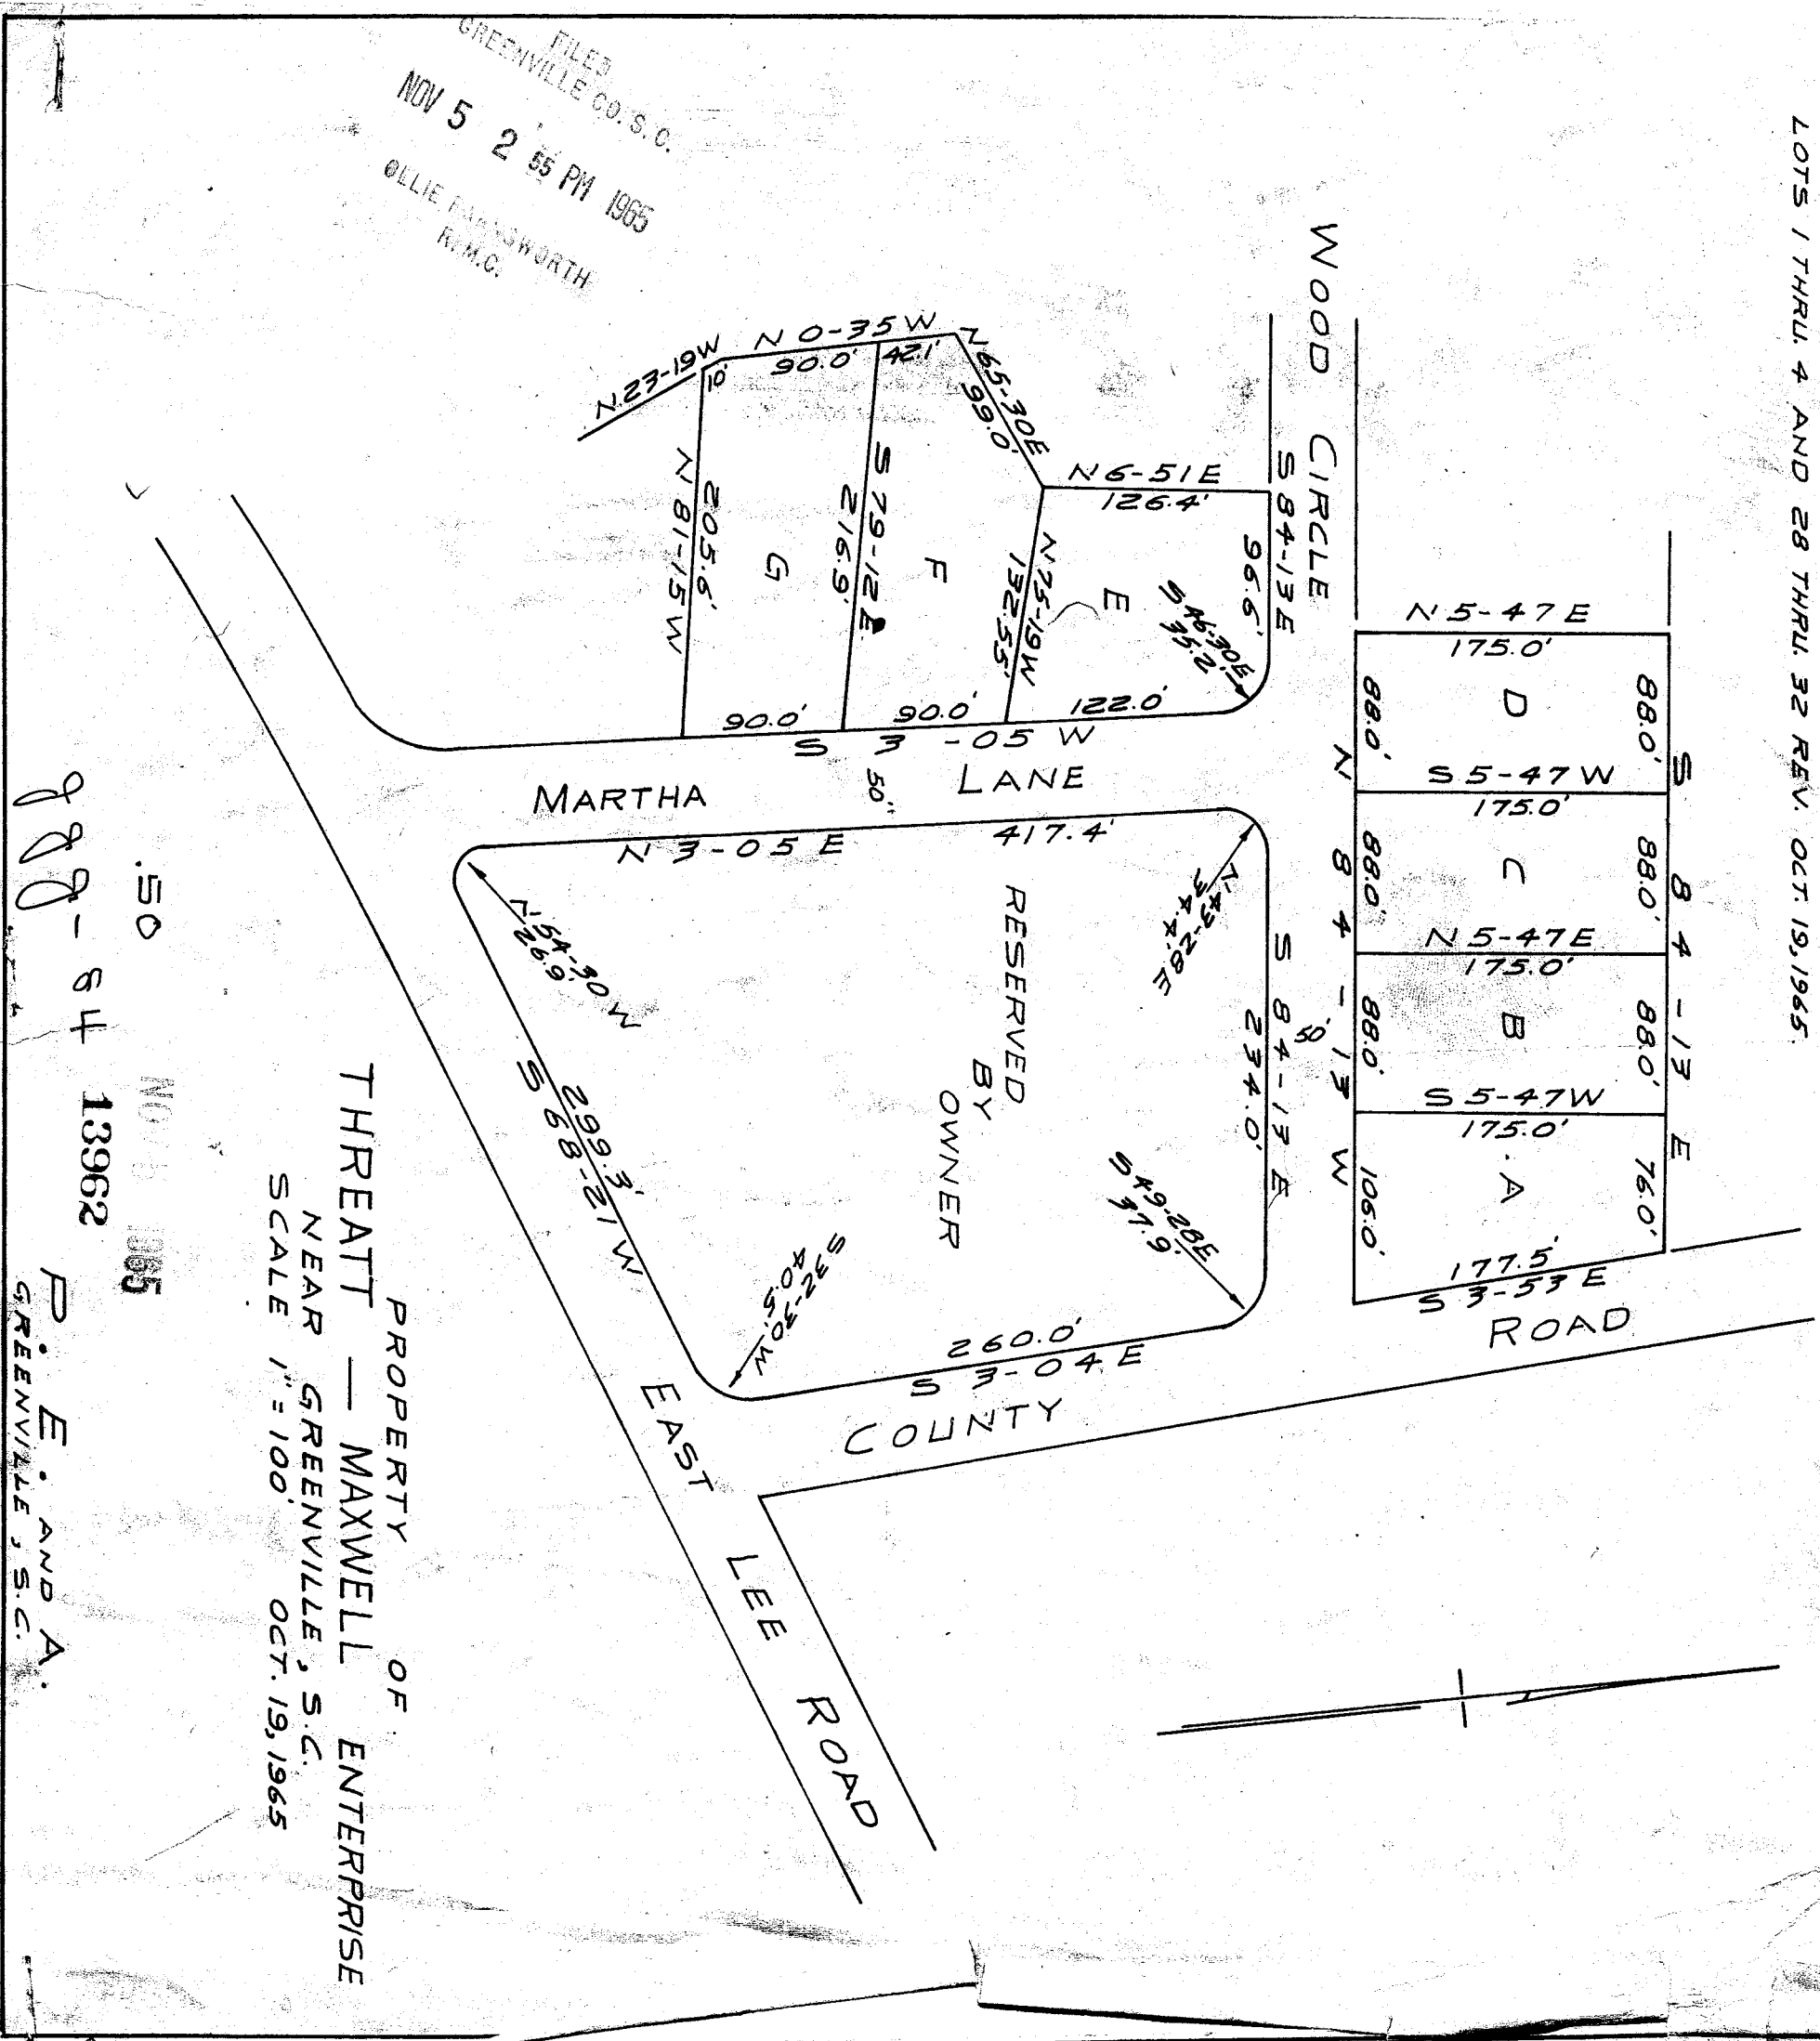 LOTS 1 THRU. 4 AND 28 THRU. 32 REV. OCT. 19, 1965.
FILED
GREENVILLE CO. S. C.
NOV 5 2 55 PM 1965
OLLIE FARNSWORTH
R.M.C.
WOOD CIRCLE
S 84-13 E
96.6'
S 46-30 E
35.2'
N 6-51 E
126.4'
E
122.0'
N 75-19 W
132.55'
N 65-30 E
99.0'
N 0-35 W
42.1'
90.0'
10'
N 23-19 W
F
S 79-12 E
216.9'
G
205.6'
N 81-15 W
90.0'
90.0'
S 3-05 W
MARTHA LANE
50'
N 5-47 E
175.0'
D
88.0'
88.0'
S 5-47 W
175.0'
C
88.0'
88.0'
N 5-47 E
175.0'
B
88.0'
88.0'
S 5-47 W
175.0'
A
76.0'
106.0'
177.5'
S 3-53 E
S 84-13 E
N 84-13 W
50'
S 84-13 E
234.0'
N 3-05 E
417.4'
N 43-28 E
34.4'
S 49-28 E
37.9'
RESERVED
BY
OWNER
N 54-30 W
26.9'
S 32-30 W
40.5'
299.3'
S 68-21 W
260.0'
S 3-04 E
COUNTY ROAD
EAST LEE ROAD
PROPERTY OF
THREATT — MAXWELL ENTERPRISE
NEAR GREENVILLE, S.C.
SCALE 1" = 100' OCT. 19, 1965
.50
1965
13962
P. E. AND A.
GREENVILLE, S.C.